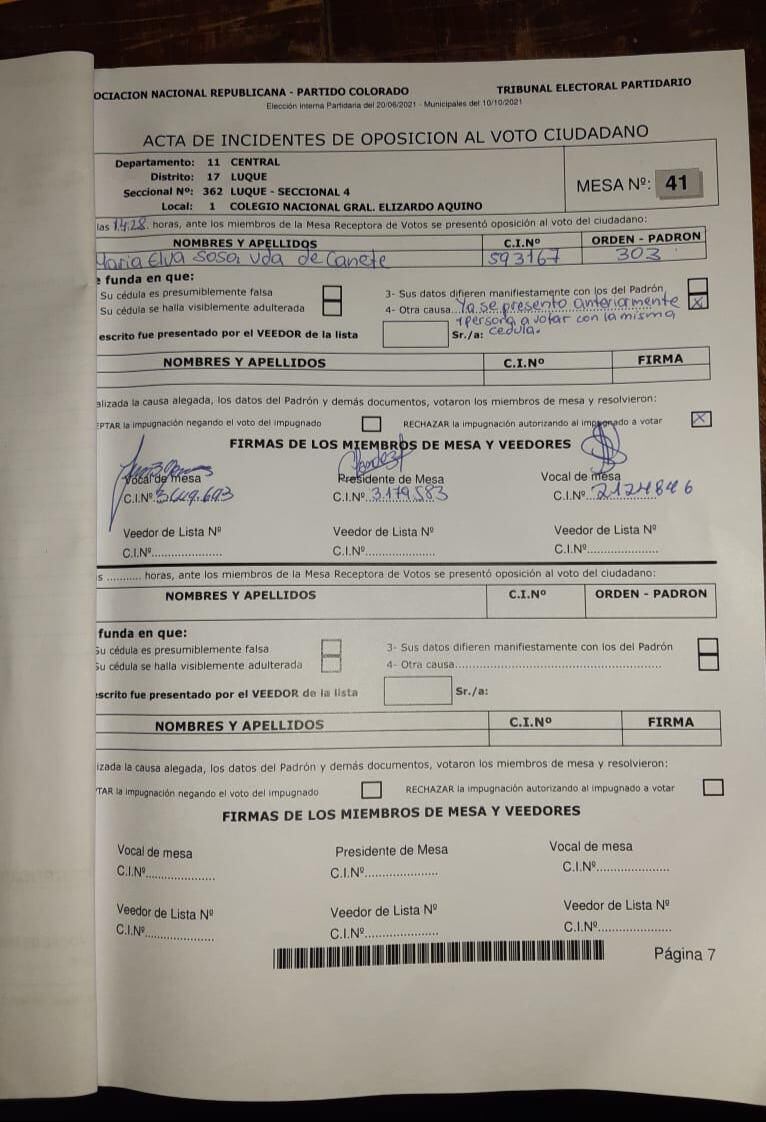 OCIACION NACIONAL REPUBLICANA - PARTIDO COLORADO TRIBUNAL ELECTORAL PARTIDARIO
Elección Interna Partidaria del 20/06/2021 - Municipales del 10/10/2021
ACTA DE INCIDENTES DE OPOSICION AL VOTO CIUDADANO
Departamento: 11 CENTRAL
Distrito: 17 LUQUE
Seccional Nº: 362 LUQUE - SECCIONAL 4
Local: 1 COLEGIO NACIONAL GRAL. ELIZARDO AQUINO
MESA Nº: 41
las 14:28. horas, ante los miembros de la Mesa Receptora de Votos se presentó oposición al voto del ciudadano:
NOMBRES Y APELLIDOS C.I.Nº ORDEN - PADRON
Maria Elva Sosa Vda de Cañete 593167 303
e funda en que:
Su cédula es presumiblemente falsa 3- Sus datos difieren manifiestamente con los del Padrón
Su cédula se halla visiblemente adulterada 4- Otra causa... Ya se presento anteriormente X
1 persona a votar con la misma
escrito fue presentado por el VEEDOR de la lista Sr./a: cedula.
NOMBRES Y APELLIDOS C.I.Nº FIRMA
alizada la causa alegada, los datos del Padrón y demás documentos, votaron los miembros de mesa y resolvieron:
EPTAR la impugnación negando el voto del impugnado RECHAZAR la impugnación autorizando al impugnado a votar X
FIRMAS DE LOS MIEMBROS DE MESA Y VEEDORES
Vocal de mesa Presidente de Mesa Vocal de mesa
C.I.Nº 3649.693 C.I.Nº 3.179.583 C.I.Nº 2124846
Veedor de Lista Nº Veedor de Lista Nº Veedor de Lista Nº
C.I.Nº.................... C.I.Nº.................... C.I.Nº....................
s ........... horas, ante los miembros de la Mesa Receptora de Votos se presentó oposición al voto del ciudadano:
NOMBRES Y APELLIDOS C.I.Nº ORDEN - PADRON
funda en que:
Su cédula es presumiblemente falsa 3- Sus datos difieren manifiestamente con los del Padrón
Su cédula se halla visiblemente adulterada 4- Otra causa............................................................
escrito fue presentado por el VEEDOR de la lista Sr./a:
NOMBRES Y APELLIDOS C.I.Nº FIRMA
izada la causa alegada, los datos del Padrón y demás documentos, votaron los miembros de mesa y resolvieron:
TAR la impugnación negando el voto del impugnado RECHAZAR la impugnación autorizando al impugnado a votar
FIRMAS DE LOS MIEMBROS DE MESA Y VEEDORES
Vocal de mesa Presidente de Mesa Vocal de mesa
C.I.Nº.................... C.I.Nº.................... C.I.Nº....................
Veedor de Lista Nº Veedor de Lista Nº Veedor de Lista Nº
C.I.Nº.................... C.I.Nº.................... C.I.Nº....................
Página 7